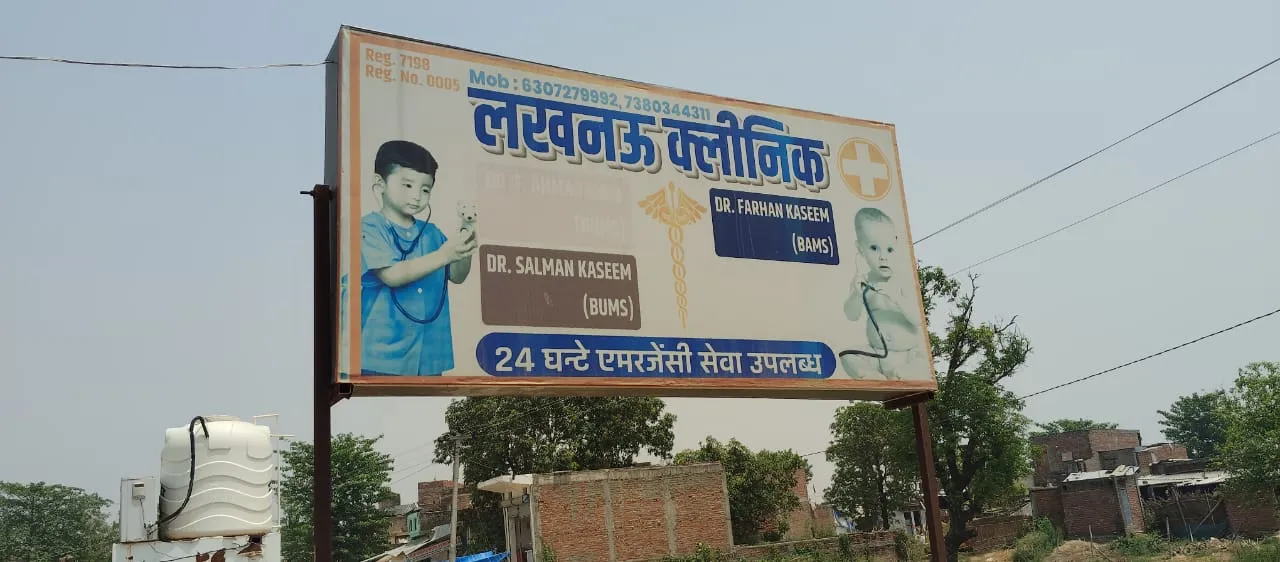 Reg. 7198
Reg. No. 0005
Mob : 6307279992, 7380344311
लखनऊ क्लीनिक
DR. FARHAN KASEEM
(BAMS)
DR. SALMAN KASEEM
(BUMS)
24 घन्टे एमरजेंसी सेवा उपलब्ध